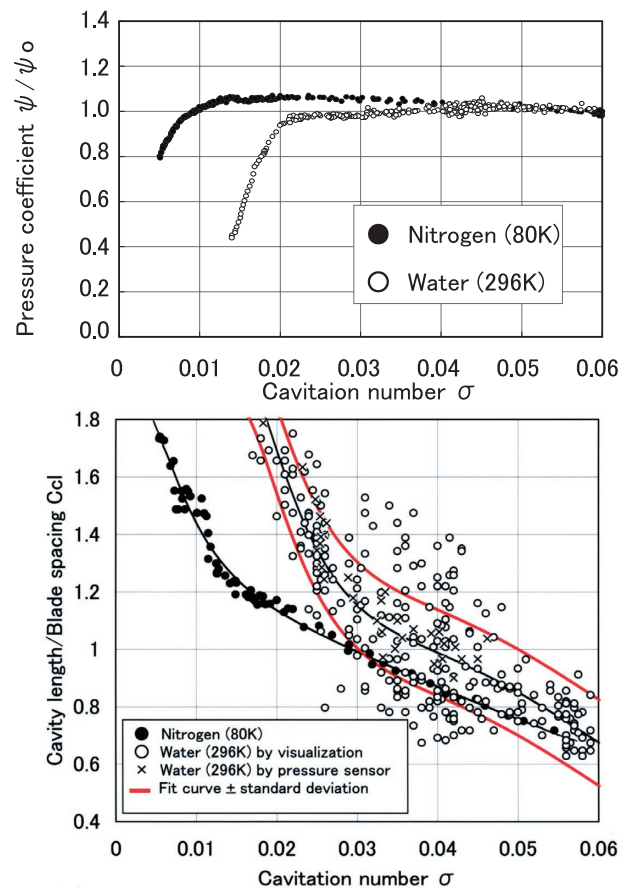 Pressure coefficient ψ/ψo
1.4
1.2
1.0
0.8
0.6
0.4
0.2
0.0
● Nitrogen (80K)
○ Water (296K)
0 0.01 0.02 0.03 0.04 0.05 0.06
Cavitaion number σ
Cavity length/Blade spacing Ccl
1.8
1.6
1.4
1.2
1
0.8
0.6
0.4
● Nitrogen (80K)
○ Water (296K) by visualization
× Water (296K) by pressure sensor
Fit curve ± standard deviation
0 0.01 0.02 0.03 0.04 0.05 0.06
Cavitation number σ